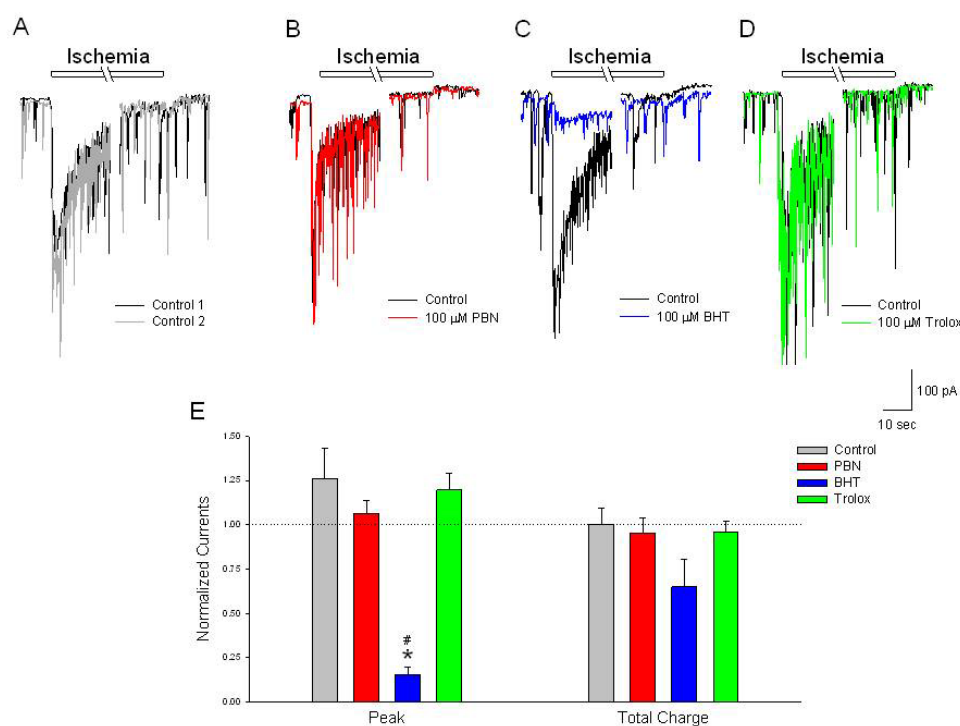 A
Ischemia
Control 1
Control 2
B
Ischemia
Control
100 µM PBN
C
Ischemia
Control
100 µM BHT
D
Ischemia
Control
100 µM Trolox
100 pA
10 sec
E
Normalized Currents
1.50
1.25
1.00
0.75
0.50
0.25
0.00
#
*
Peak
Total Charge
Control
PBN
BHT
Trolox